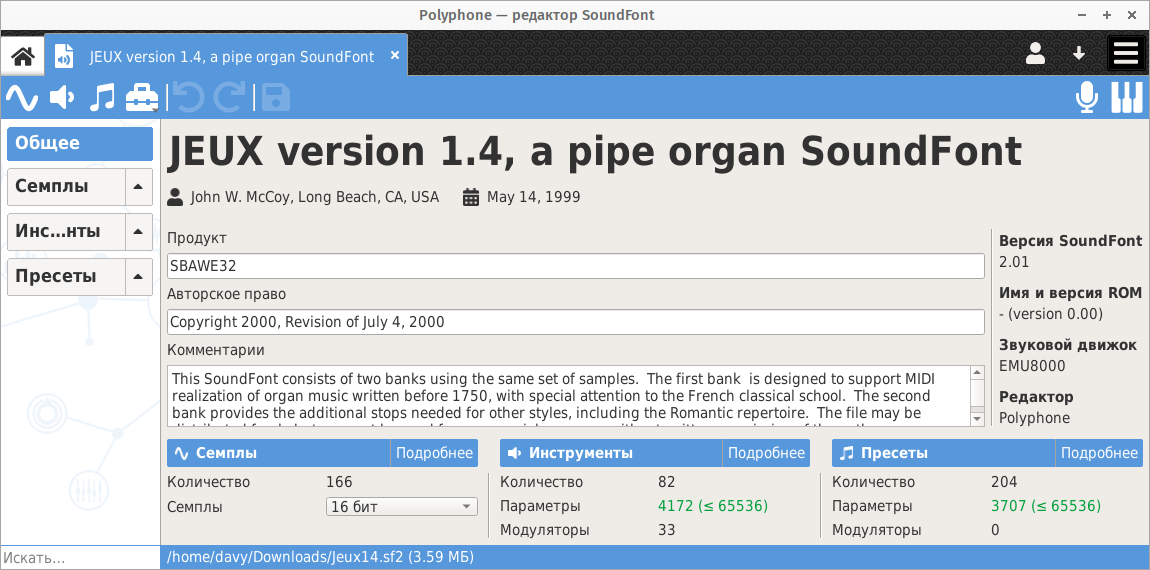 Polyphone — редактор SoundFont
JEUX version 1.4, a pipe organ SoundFont
Общее
Семплы
Инс...нты
Пресеты
Искать...
JEUX version 1.4, a pipe organ SoundFont
John W. McCoy, Long Beach, CA, USA May 14, 1999
Продукт
SBAWE32
Авторское право
Copyright 2000, Revision of July 4, 2000
Комментарии
This SoundFont consists of two banks using the same set of samples.  The first bank  is designed to support MIDI
realization of organ music written before 1750, with special attention to the French classical school.  The second
bank provides the additional stops needed for other styles, including the Romantic repertoire.  The file may be
Версия SoundFont
2.01
Имя и версия ROM
- (version 0.00)
Звуковой движок
EMU8000
Редактор
Polyphone
Семплы Подробнее
Количество 166
Семплы 16 бит
Инструменты Подробнее
Количество 82
Параметры 4172 (≤ 65536)
Модуляторы 33
Пресеты Подробнее
Количество 204
Параметры 3707 (≤ 65536)
Модуляторы 0
/home/davy/Downloads/Jeux14.sf2 (3.59 МБ)